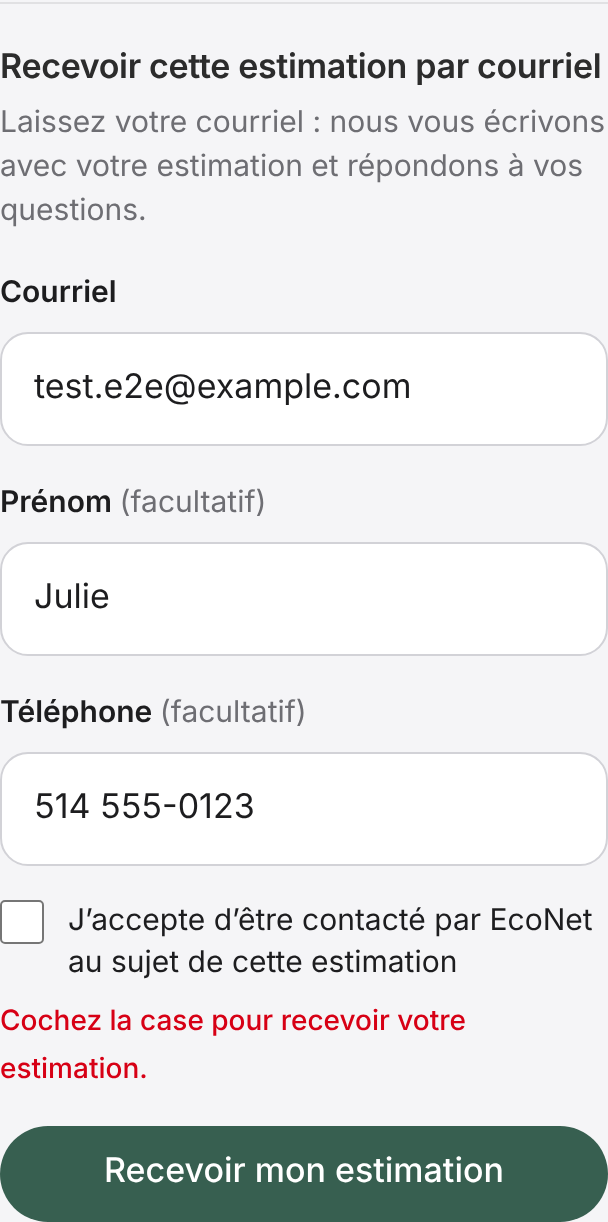 Recevoir cette estimation par courriel
Laissez votre courriel : nous vous écrivons
avec votre estimation et répondons à vos
questions.
Courriel
test.e2e@example.com
Prénom (facultatif)
Julie
Téléphone (facultatif)
514 555-0123
J’accepte d’être contacté par EcoNet
au sujet de cette estimation
Cochez la case pour recevoir votre
estimation.
Recevoir mon estimation